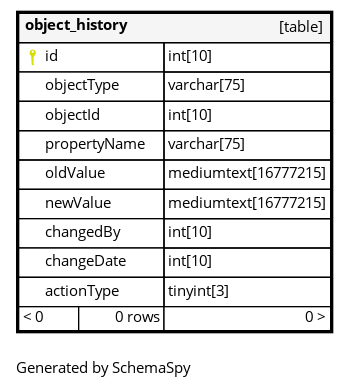 object_history [table]
id int[10]
objectType varchar[75]
objectId int[10]
propertyName varchar[75]
oldValue mediumtext[16777215]
newValue mediumtext[16777215]
changedBy int[10]
changeDate int[10]
actionType tinyint[3]
< 0 0 rows 0 >
Generated by SchemaSpy